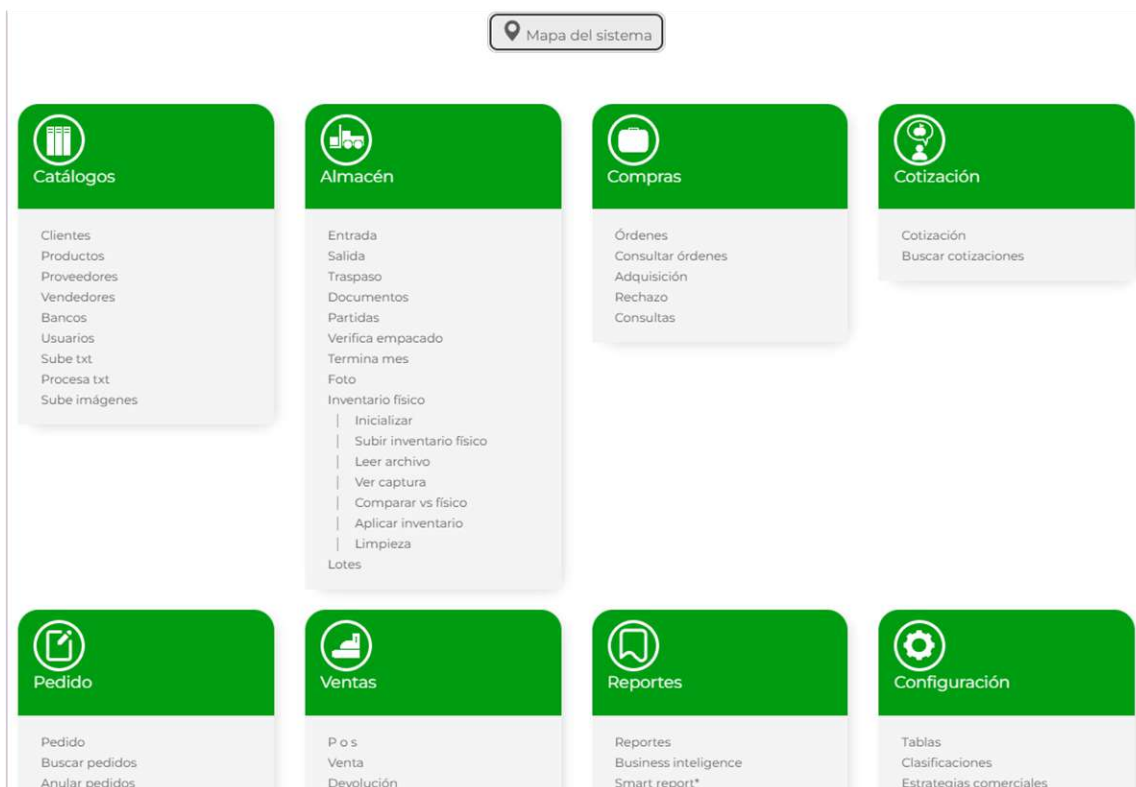 Mapa del sistema
Catálogos
Clientes
Productos
Proveedores
Vendedores
Bancos
Usuarios
Sube txt
Procesa txt
Sube imágenes
Almacén
Entrada
Salida
Traspaso
Documentos
Partidas
Verifica empacado
Termina mes
Foto
Inventario físico
Inicializar
Subir inventario físico
Leer archivo
Ver captura
Comparar vs físico
Aplicar inventario
Limpieza
Lotes
Compras
Órdenes
Consultar órdenes
Adquisición
Rechazo
Consultas
Cotización
Cotización
Buscar cotizaciones
Pedido
Pedido
Buscar pedidos
Anular pedidos
Ventas
P o s
Venta
Devolución
Reportes
Reportes
Business inteligence
Smart report*
Configuración
Tablas
Clasificaciones
Estrategias comerciales